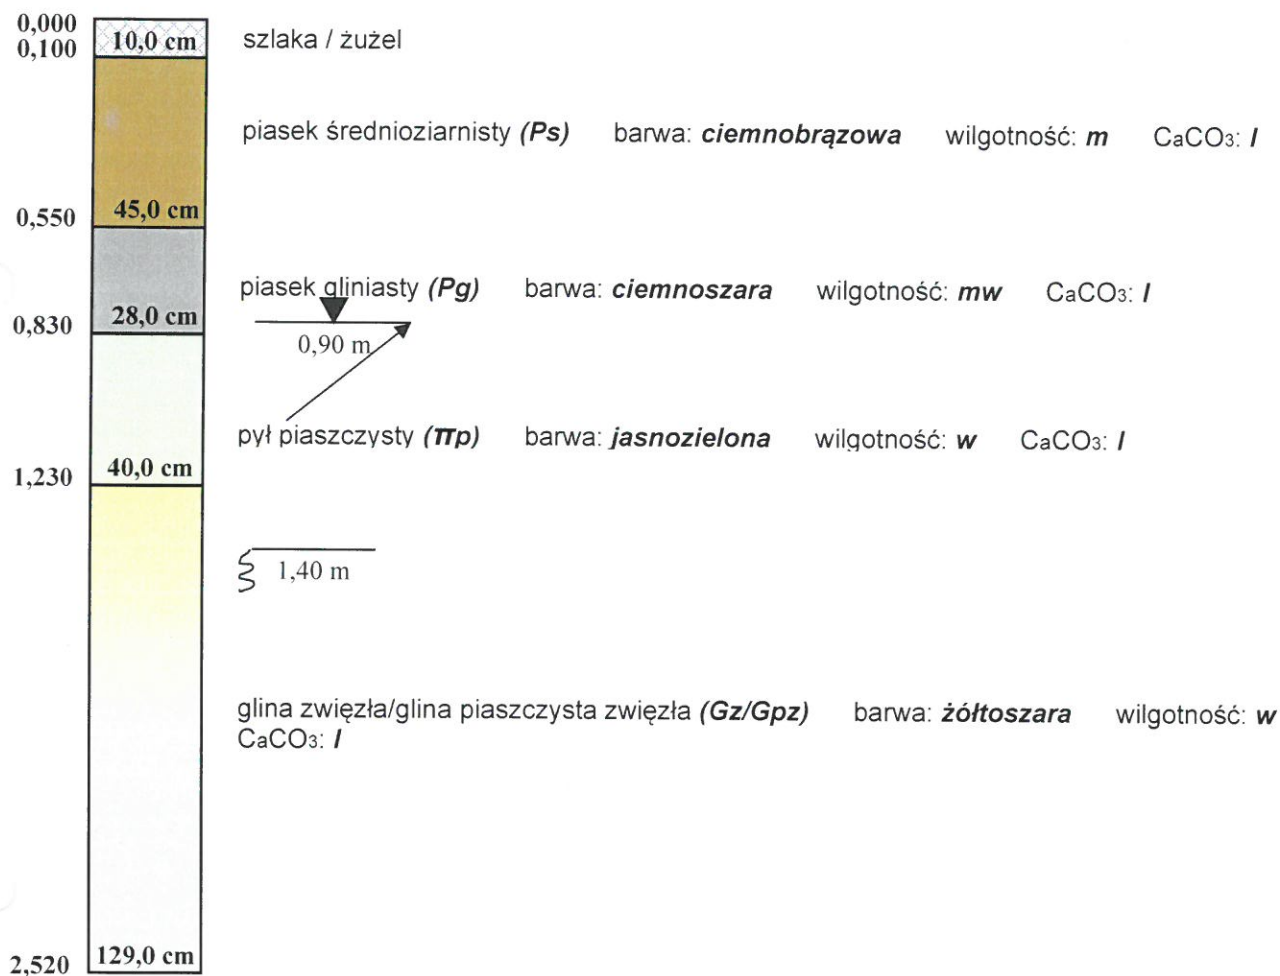 0,000
0,100
10,0 cm
szlaka / żużel
piasek średnioziarnisty (Ps) barwa: ciemnobrązowa wilgotność: m CaCO3: I
45,0 cm
0,550
piasek gliniasty (Pg) barwa: ciemnoszara wilgotność: mw CaCO3: I
28,0 cm
0,830
0,90 m
pył piaszczysty (πp) barwa: jasnozielona wilgotność: w CaCO3: I
40,0 cm
1,230
1,40 m
glina zwięzła/glina piaszczysta zwięzła (Gz/Gpz) barwa: żółtoszara wilgotność: w
CaCO3: I
129,0 cm
2,520